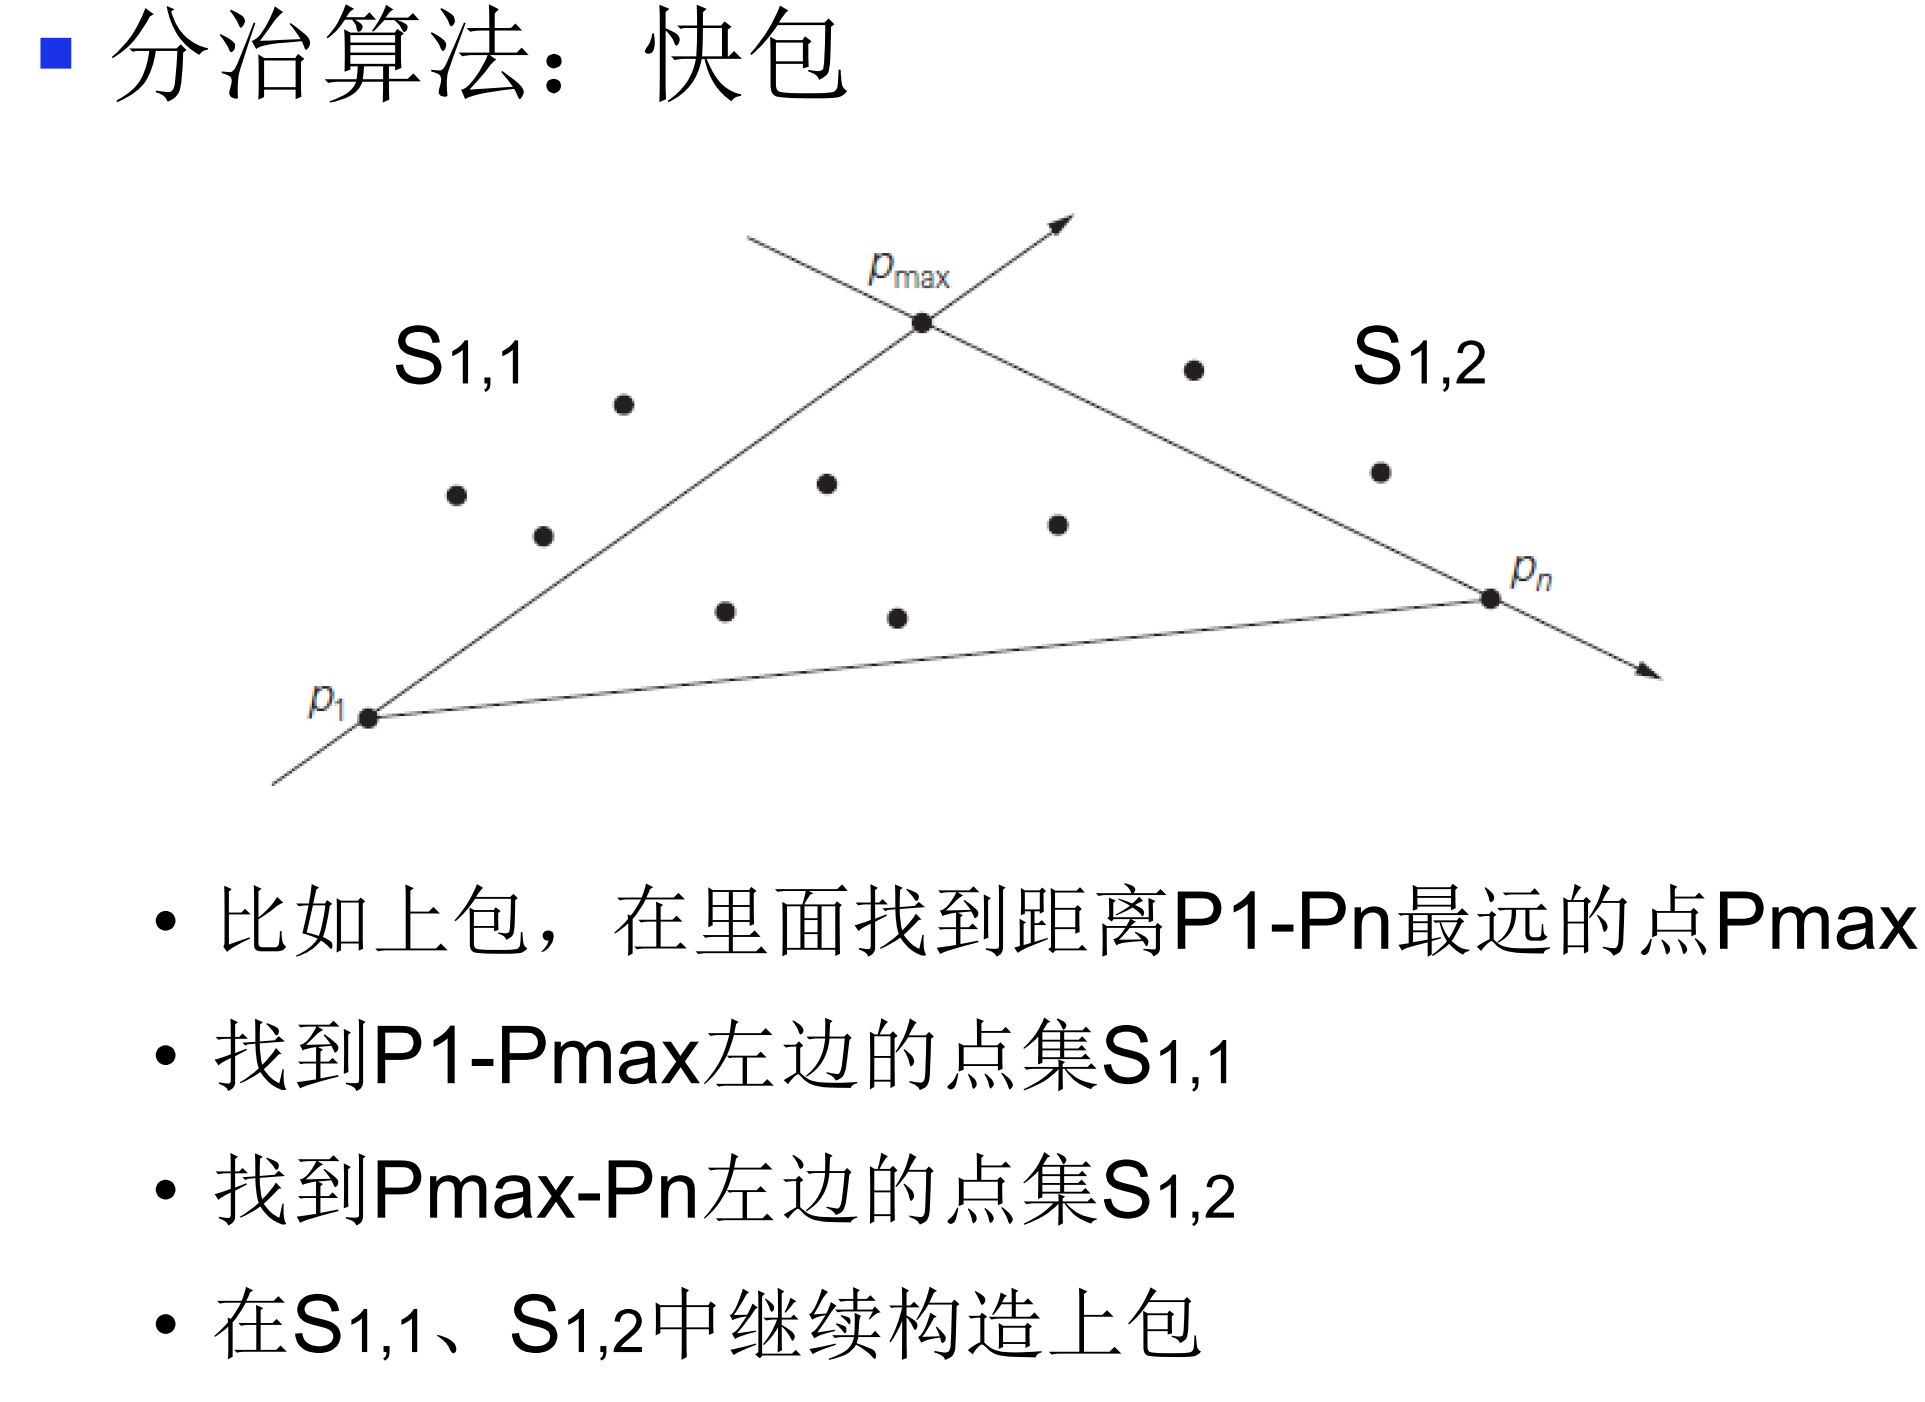 分治算法：快包
pmax
S1,1
S1,2
pn
p1
比如上包，在里面找到距离P1-Pn最远的点Pmax
找到P1-Pmax左边的点集S1,1
找到Pmax-Pn左边的点集S1,2
在S1,1、S1,2中继续构造上包